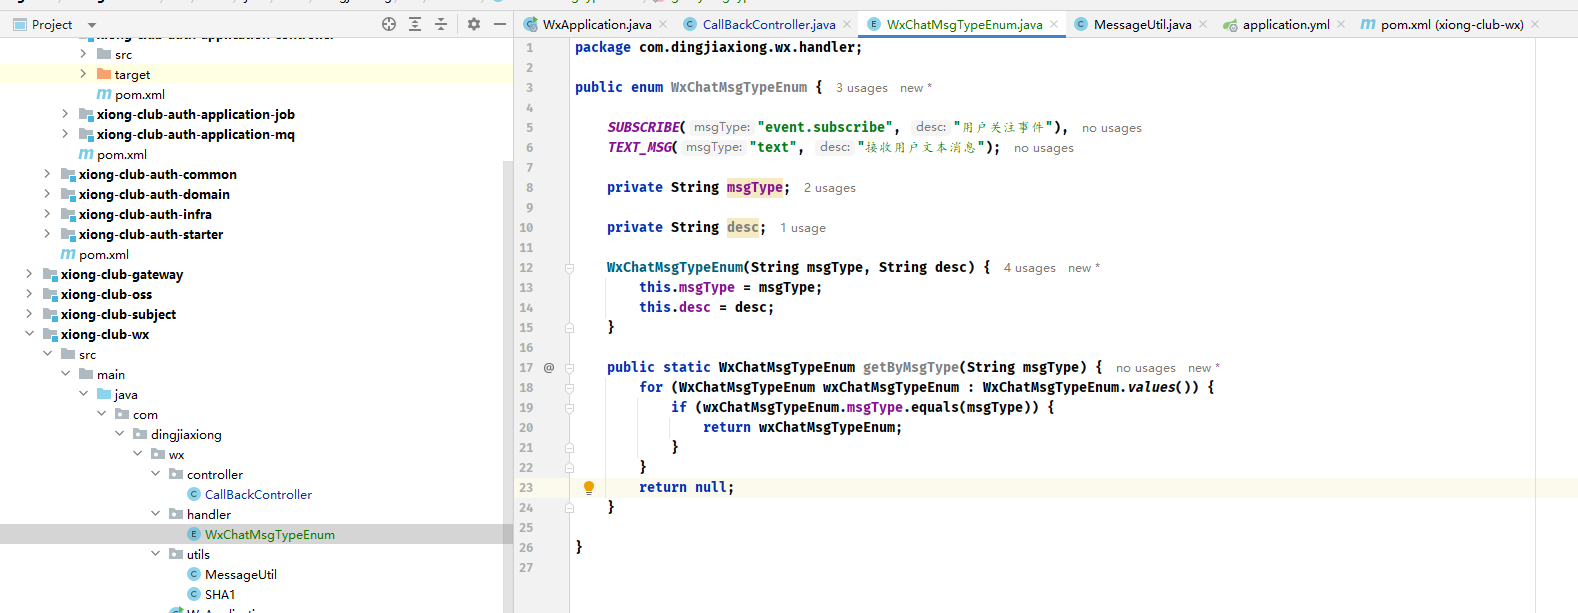 Project
WxApplication.java
CallBackController.java
WxChatMsgTypeEnum.java
MessageUtil.java
application.yml
pom.xml (xiong-club-wx)
xiong-club-auth-application-controller
src
target
pom.xml
xiong-club-auth-application-job
xiong-club-auth-application-mq
pom.xml
xiong-club-auth-common
xiong-club-auth-domain
xiong-club-auth-infra
xiong-club-auth-starter
pom.xml
xiong-club-gateway
xiong-club-oss
xiong-club-subject
xiong-club-wx
src
main
java
com
dingjiaxiong
wx
controller
CallBackController
handler
WxChatMsgTypeEnum
utils
MessageUtil
SHA1
1 package com.dingjiaxiong.wx.handler;
2
3 public enum WxChatMsgTypeEnum { 3 usages new *
4
5 SUBSCRIBE( msgType: "event.subscribe", desc: "用户关注事件"), no usages
6 TEXT_MSG( msgType: "text", desc: "接收用户文本消息"); no usages
7
8 private String msgType; 2 usages
9
10 private String desc; 1 usage
11
12 WxChatMsgTypeEnum(String msgType, String desc) { 4 usages new *
13 this.msgType = msgType;
14 this.desc = desc;
15 }
16
17 @ public static WxChatMsgTypeEnum getByMsgType(String msgType) { no usages new *
18 for (WxChatMsgTypeEnum wxChatMsgTypeEnum : WxChatMsgTypeEnum.values()) {
19 if (wxChatMsgTypeEnum.msgType.equals(msgType)) {
20 return wxChatMsgTypeEnum;
21 }
22 }
23 return null;
24 }
25
26 }
27